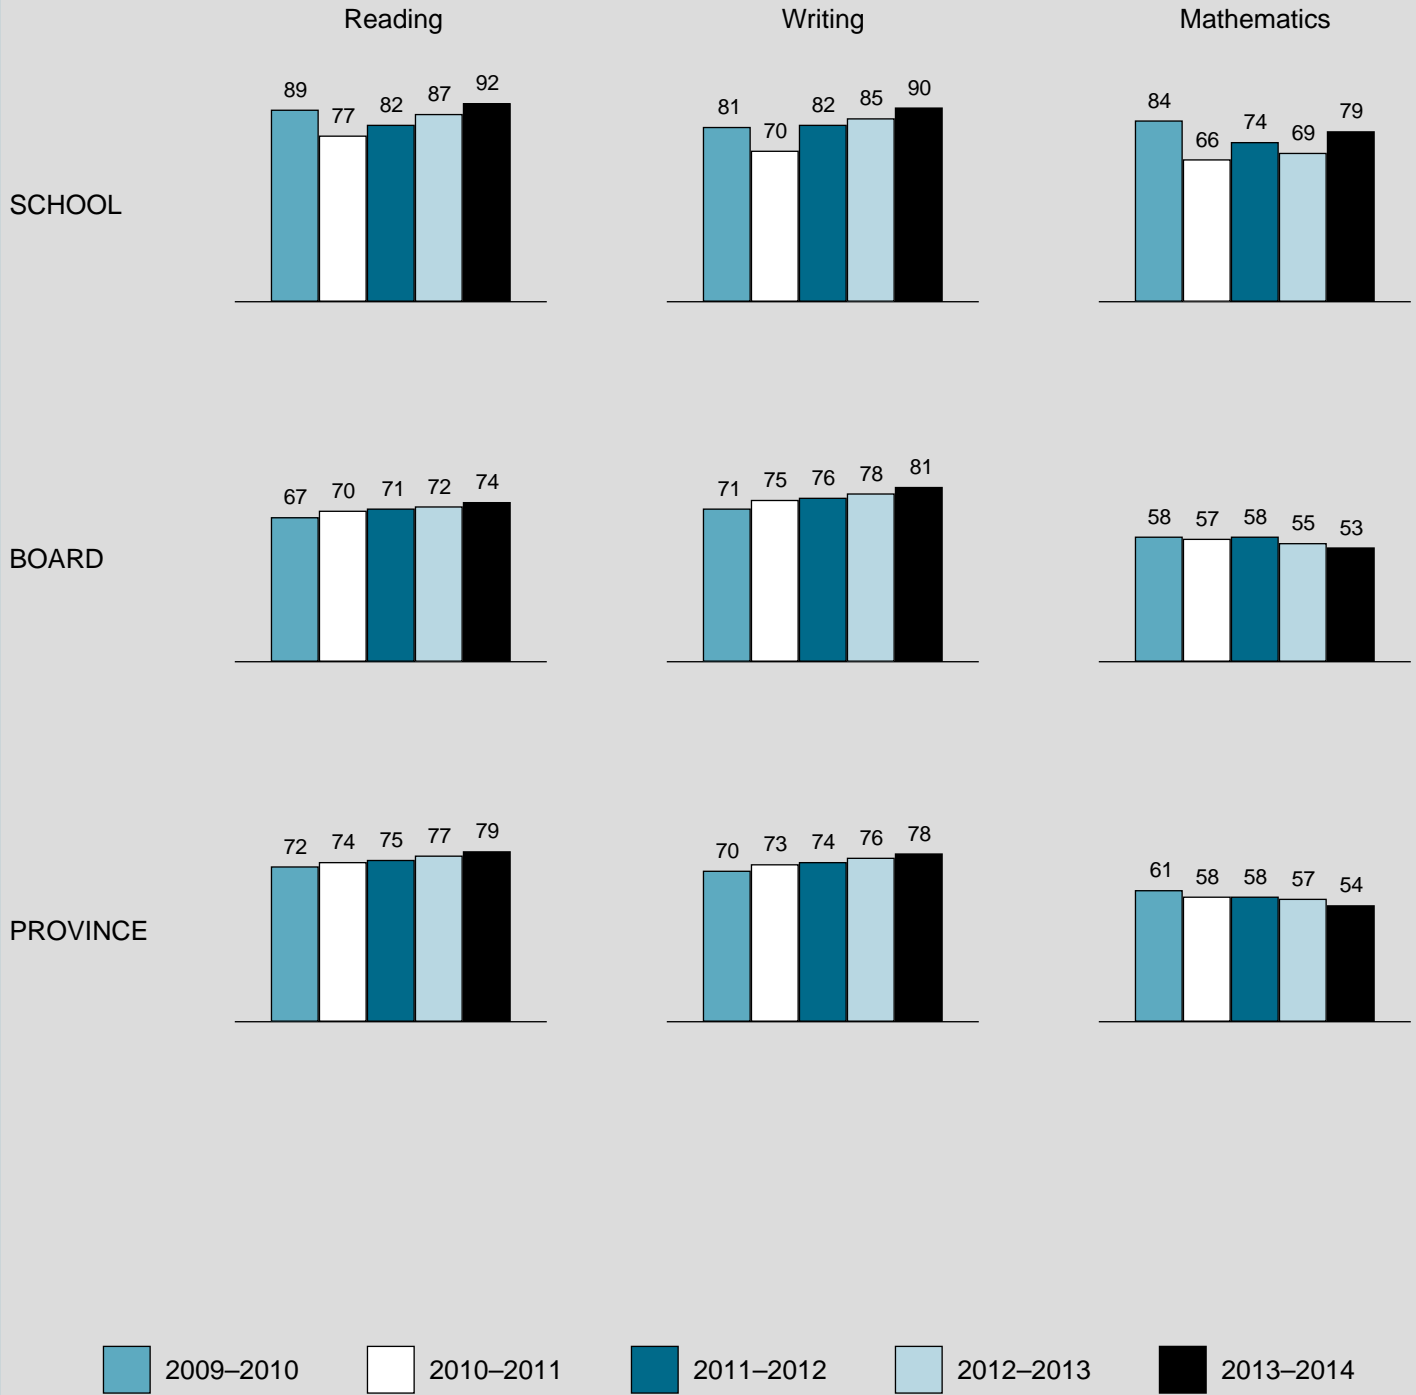 Reading Writing Mathematics
89 77 82 87 92 81 70 82 85 90 84 66 74 69 79
SCHOOL
67 70 71 72 74 71 75 76 78 81 58 57 58 55 53
BOARD
72 74 75 77 79 70 73 74 76 78 61 58 58 57 54
PROVINCE
2009–2010 2010–2011 2011–2012 2012–2013 2013–2014